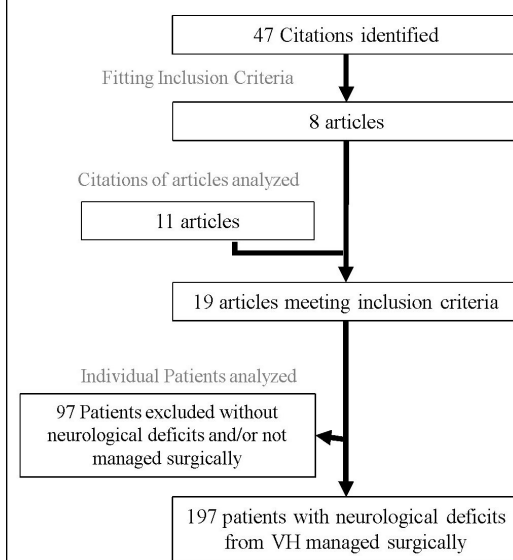 47 Citations identified
Fitting Inclusion Criteria
8 articles
Citations of articles analyzed
11 articles
19 articles meeting inclusion criteria
Individual Patients analyzed
97 Patients excluded without
neurological deficits and/or not
managed surgically
197 patients with neurological deficits
from VH managed surgically